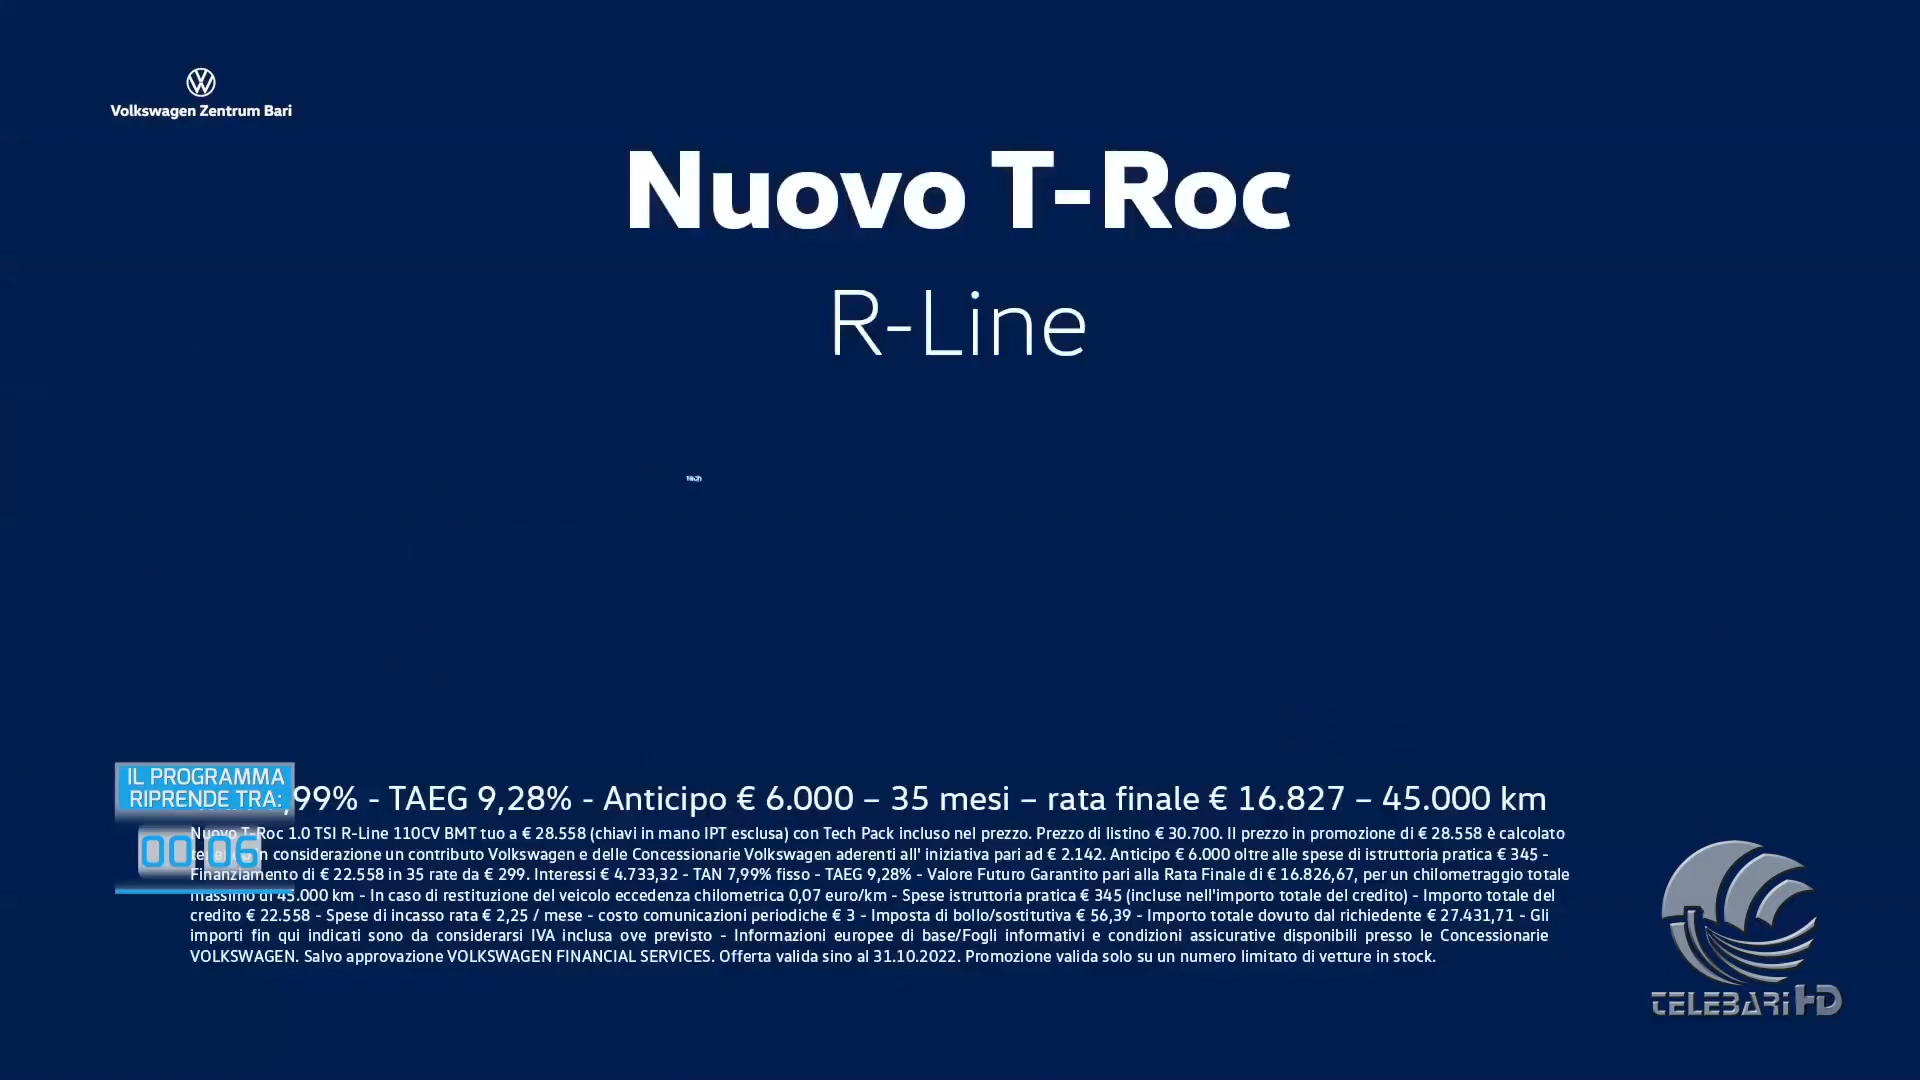 Volkswagen Zentrum Bari
Nuovo T-Roc
R-Line
Tech
IL PROGRAMMA
RIPRENDE TRA:
00 06
,99% - TAEG 9,28% - Anticipo € 6.000 – 35 mesi – rata finale € 16.827 – 45.000 km
Nuovo T-Roc 1.0 TSI R-Line 110CV BMT tuo a € 28.558 (chiavi in mano IPT esclusa) con Tech Pack incluso nel prezzo. Prezzo di listino € 30.700. Il prezzo in promozione di € 28.558 è calcolato
in considerazione un contributo Volkswagen e delle Concessionarie Volkswagen aderenti all' iniziativa pari ad € 2.142. Anticipo € 6.000 oltre alle spese di istruttoria pratica € 345 -
Finanziamento di € 22.558 in 35 rate da € 299. Interessi € 4.733,32 - TAN 7,99% fisso - TAEG 9,28% - Valore Futuro Garantito pari alla Rata Finale di € 16.826,67, per un chilometraggio totale
massimo di 45.000 km - In caso di restituzione del veicolo eccedenza chilometrica 0,07 euro/km - Spese istruttoria pratica € 345 (incluse nell'importo totale del credito) - Importo totale del
credito € 22.558 - Spese di incasso rata € 2,25 / mese - costo comunicazioni periodiche € 3 - Imposta di bollo/sostitutiva € 56,39 - Importo totale dovuto dal richiedente € 27.431,71 - Gli
importi fin qui indicati sono da considerarsi IVA inclusa ove previsto - Informazioni europee di base/Fogli informativi e condizioni assicurative disponibili presso le Concessionarie
VOLKSWAGEN. Salvo approvazione VOLKSWAGEN FINANCIAL SERVICES. Offerta valida sino al 31.10.2022. Promozione valida solo su un numero limitato di vetture in stock.
TELEBARI HD